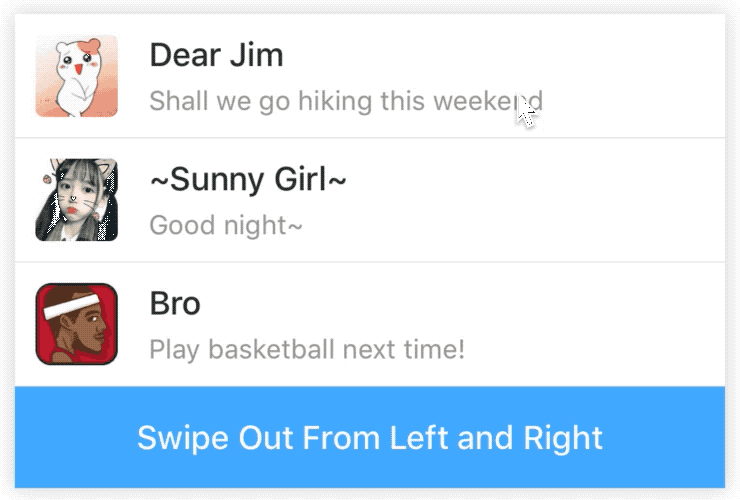 Dear Jim
Shall we go hiking this weekend
~Sunny Girl~
Good night~
Bro
Play basketball next time!
Swipe Out From Left and Right